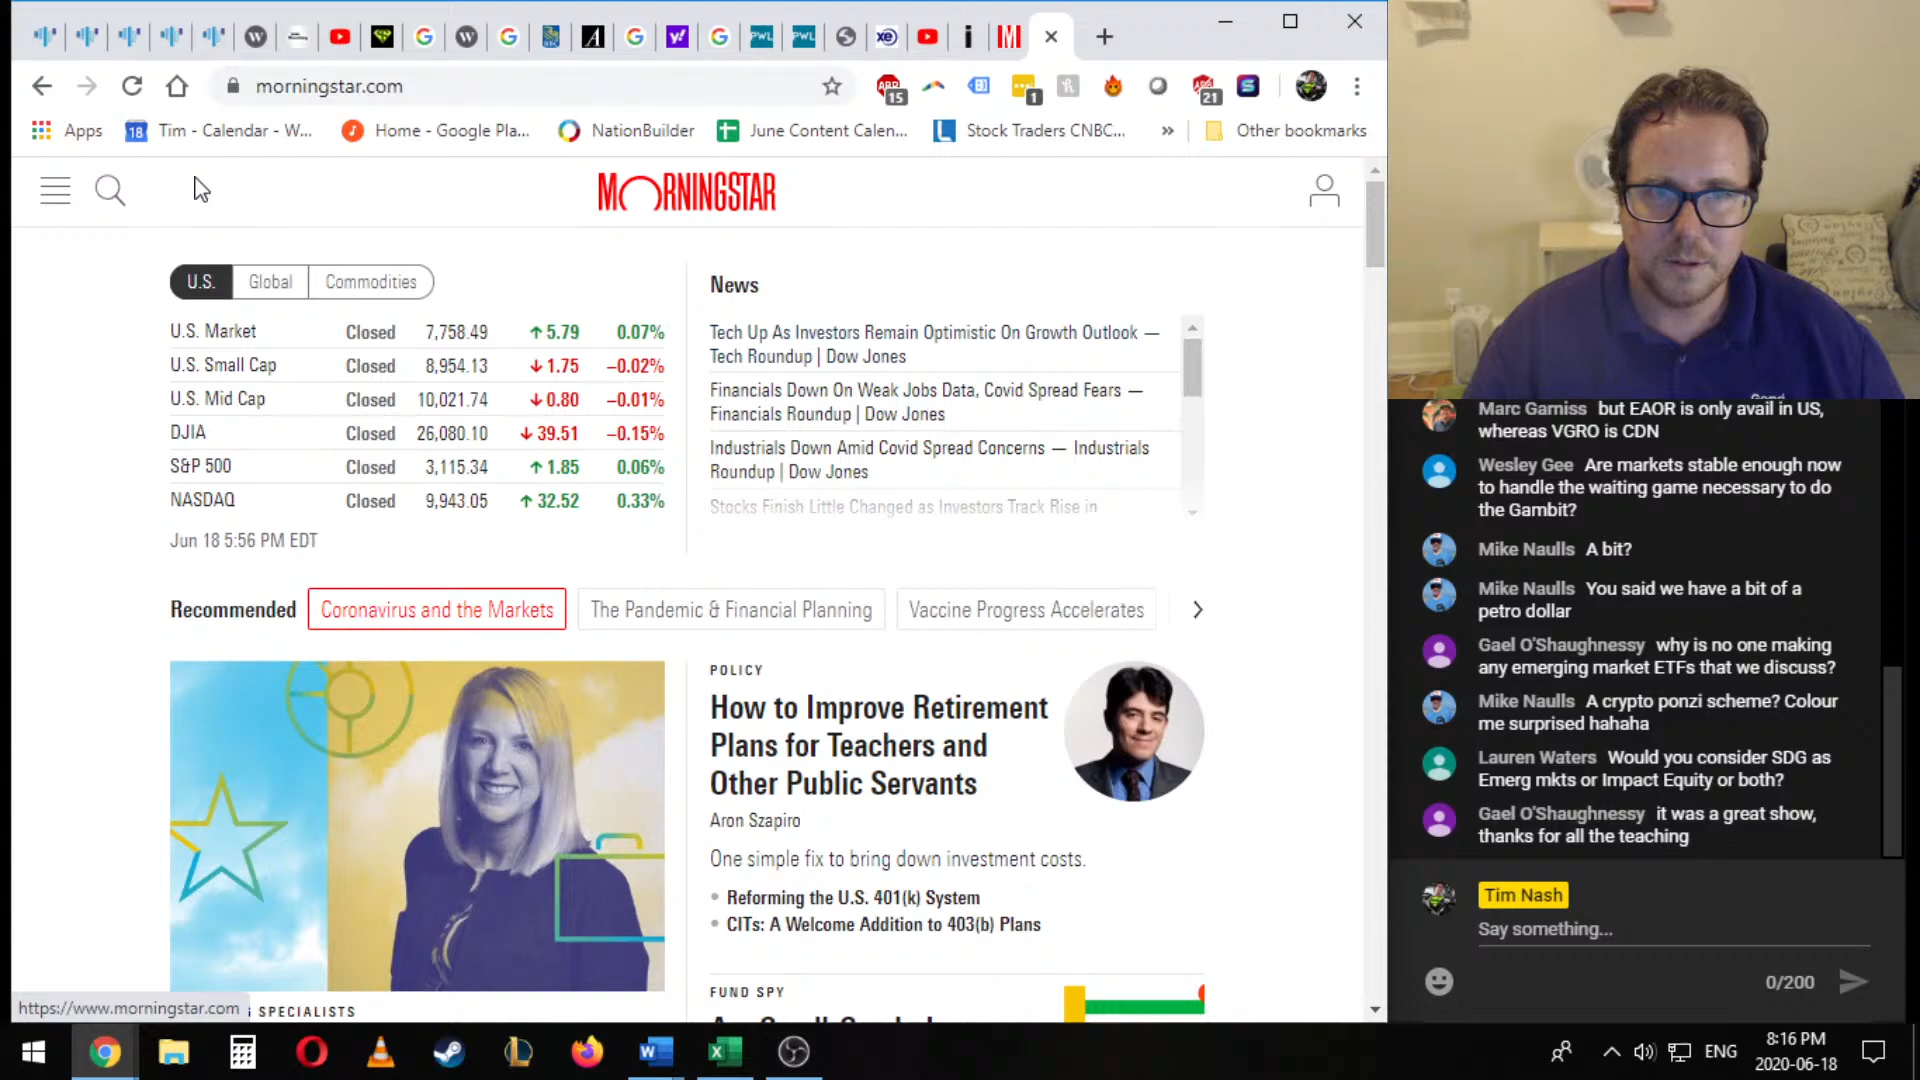 morningstar.com
15
1
21
Apps
18
Tim - Calendar - W...
Home - Google Pla...
NationBuilder
June Content Calen...
Stock Traders CNBC...
»
Other bookmarks
MORNINGSTAR
U.S. Global Commodities
U.S. Market Closed 7,758.49 ↑ 5.79 0.07%
U.S. Small Cap Closed 8,954.13 ↓ 1.75 –0.02%
U.S. Mid Cap Closed 10,021.74 ↓ 0.80 –0.01%
DJIA Closed 26,080.10 ↓ 39.51 –0.15%
S&P 500 Closed 3,115.34 ↑ 1.85 0.06%
NASDAQ Closed 9,943.05 ↑ 32.52 0.33%
Jun 18 5:56 PM EDT
News
Tech Up As Investors Remain Optimistic On Growth Outlook —
Tech Roundup | Dow Jones
Financials Down On Weak Jobs Data, Covid Spread Fears —
Financials Roundup | Dow Jones
Industrials Down Amid Covid Spread Concerns — Industrials
Roundup | Dow Jones
Stocks Finish Little Changed as Investors Track Rise in
Recommended Coronavirus and the Markets The Pandemic & Financial Planning Vaccine Progress Accelerates
POLICY
How to Improve Retirement
Plans for Teachers and
Other Public Servants
Aron Szapiro
One simple fix to bring down investment costs.
• Reforming the U.S. 401(k) System
• CITs: A Welcome Addition to 403(b) Plans
FUND SPY
https://www.morningstar.com
SPECIALISTS
Marc Garniss but EAOR is only avail in US,
whereas VGRO is CDN
Wesley Gee Are markets stable enough now
to handle the waiting game necessary to do
the Gambit?
Mike Naulls A bit?
Mike Naulls You said we have a bit of a
petro dollar
Gael O'Shaughnessy why is no one making
any emerging market ETFs that we discuss?
Mike Naulls A crypto ponzi scheme? Colour
me surprised hahaha
Lauren Waters Would you consider SDG as
Emerg mkts or Impact Equity or both?
Gael O'Shaughnessy it was a great show,
thanks for all the teaching
Tim Nash
Say something...
0/200
ENG
8:16 PM
2020-06-18